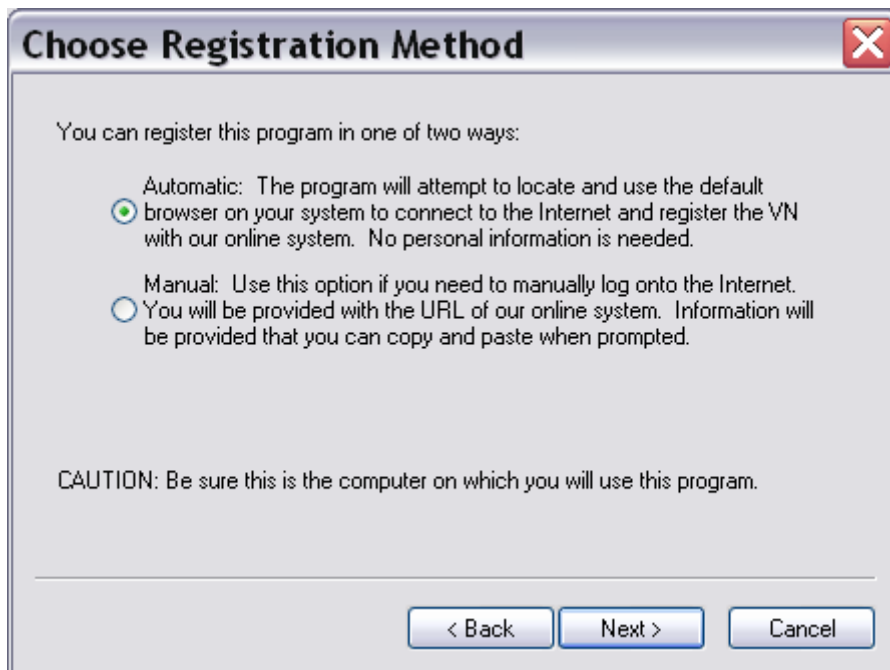 Choose Registration Method
You can register this program in one of two ways:
Automatic:  The program will attempt to locate and use the default
browser on your system to connect to the Internet and register the VN
with our online system.  No personal information is needed.
Manual:  Use this option if you need to manually log onto the Internet.
You will be provided with the URL of our online system.  Information will
be provided that you can copy and paste when prompted.
CAUTION: Be sure this is the computer on which you will use this program.
< Back
Next >
Cancel